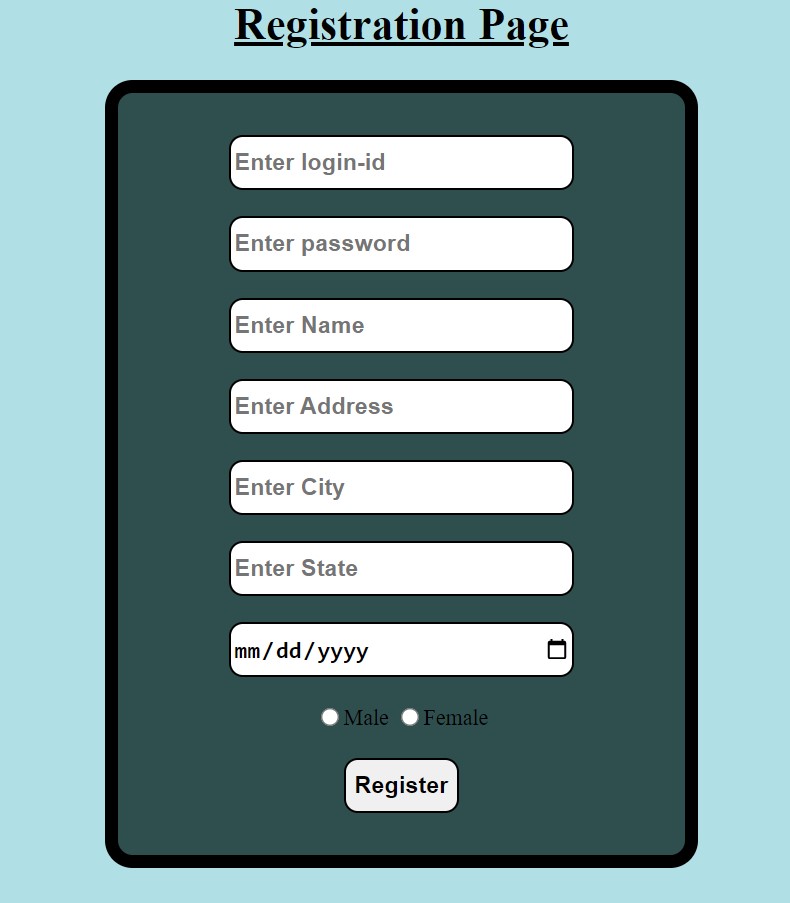 Registration Page
Enter login-id
Enter password
Enter Name
Enter Address
Enter City
Enter State
mm/dd/yyyy
Male Female
Register